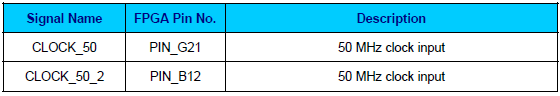 Signal Name FPGA Pin No. Description
CLOCK_50 PIN_G21 50 MHz clock input
CLOCK_50_2 PIN_B12 50 MHz clock input